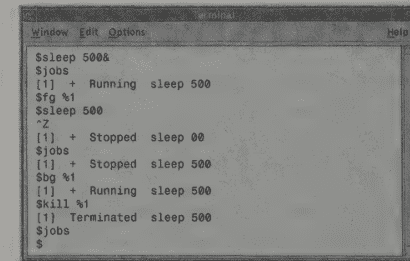 Terminal
Window Edit Options Help
$sleep 500&
$jobs
[1] + Running sleep 500
$fg %1
$sleep 500
^Z
[1] + Stopped sleep 00
$jobs
[1] + Stopped sleep 500
$bg %1
[1] + Running sleep 500
$kill %1
[1] Terminated sleep 500
$jobs
$